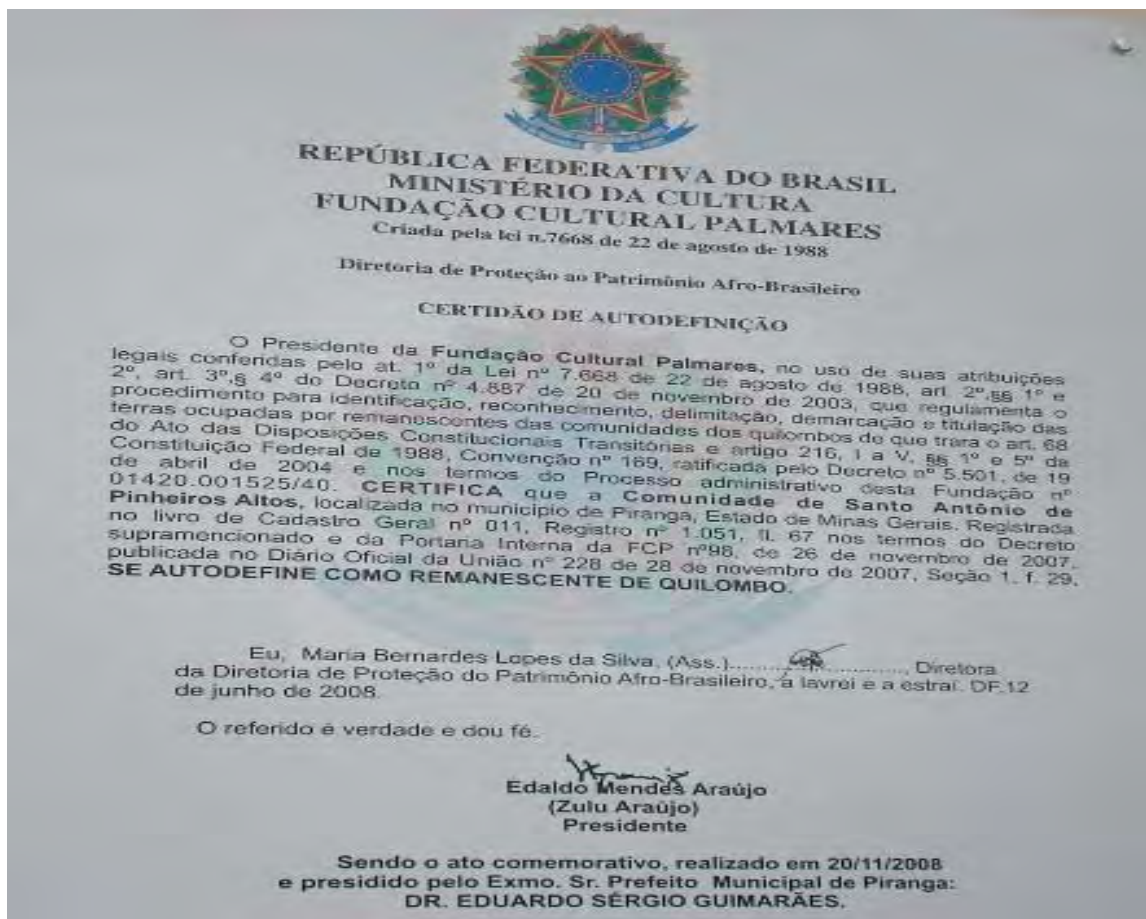 REPÚBLICA FEDERATIVA DO BRASIL
MINISTÉRIO DA CULTURA
FUNDAÇÃO CULTURAL PALMARES
Criada pela lei n.7668 de 22 de agosto de 1988
Diretoria de Proteção ao Patrimônio Afro-Brasileiro
CERTIDÃO DE AUTODEFINIÇÃO
O Presidente da Fundação Cultural Palmares, no uso de suas atribuições
legais conferidas pelo at. 1º da Lei nº 7.668 de 22 de agosto de 1988, art. 2º,§§ 1º e
2º, art. 3º,§ 4º do Decreto nº 4.887 de 20 de novembro de 2003, que regulamenta o
procedimento para identificação, reconhecimento, delimitação, demarcação e titulação das
terras ocupadas por remanescentes das comunidades dos quilombos de que trara o art. 68
do Ato das Disposições Constitucionais Transitórias e artigo 216, I a V, §§ 1º e 5º da
Constituição Federal de 1988, Convenção nº 169, ratificada pelo Decreto nº 5.501, de 19
de abril de 2004 e nos termos do Processo administrativo desta Fundação nº
01420.001525/40. CERTIFICA que a Comunidade de Santo Antônio de
Pinheiros Altos, localizada no município de Piranga, Estado de Minas Gerais. Registrada
no livro de Cadastro Geral nº 011, Registro nº 1.051, fl. 67 nos termos do Decreto
supramencionado e da Portaria Interna da FCP nº98, de 26 de novembro de 2007,
publicada no Diário Oficial da União nº 228 de 28 de novembro de 2007, Seção 1. f. 29,
SE AUTODEFINE COMO REMANESCENTE DE QUILOMBO.
Eu, Maria Bernardes Lopes da Silva, (Ass.).................., Diretora
da Diretoria de Proteção do Patrimônio Afro-Brasileiro, a lavrei e a estraí. DF.12
de junho de 2008.
O referido é verdade e dou fé.
Edaldo Mendes Araújo
(Zulu Araújo)
Presidente
Sendo o ato comemorativo, realizado em 20/11/2008
e presidido pelo Exmo. Sr. Prefeito Municipal de Piranga:
DR. EDUARDO SÉRGIO GUIMARÃES.